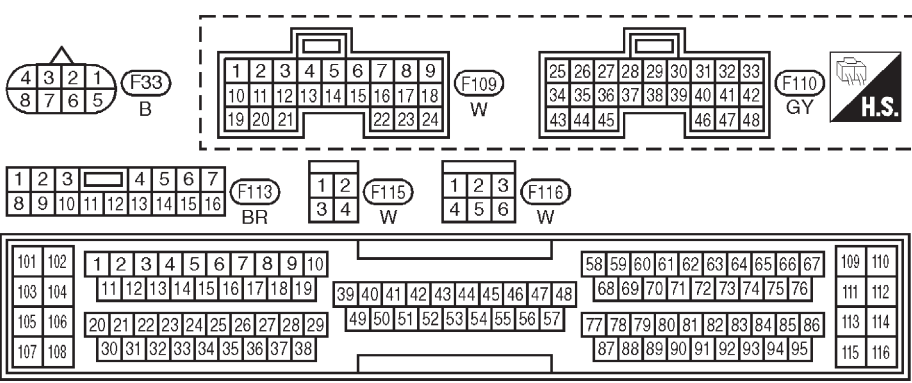 4 3 2 1
8 7 6 5
F33
B
1 2 3 4 5 6 7 8 9
10 11 12 13 14 15 16 17 18
19 20 21 22 23 24
F109
W
25 26 27 28 29 30 31 32 33
34 35 36 37 38 39 40 41 42
43 44 45 46 47 48
F110
GY
H.S.
1 2 3 4 5 6 7
8 9 10 11 12 13 14 15 16
F113
BR
1 2
3 4
F115
W
1 2 3
4 5 6
F116
W
101 102
103 104
105 106
107 108
1 2 3 4 5 6 7 8 9 10
11 12 13 14 15 16 17 18 19
20 21 22 23 24 25 26 27 28 29
30 31 32 33 34 35 36 37 38
39 40 41 42 43 44 45 46 47 48
49 50 51 52 53 54 55 56 57
58 59 60 61 62 63 64 65 66 67
68 69 70 71 72 73 74 75 76
77 78 79 80 81 82 83 84 85 86
87 88 89 90 91 92 93 94 95
109 110
111 112
113 114
115 116